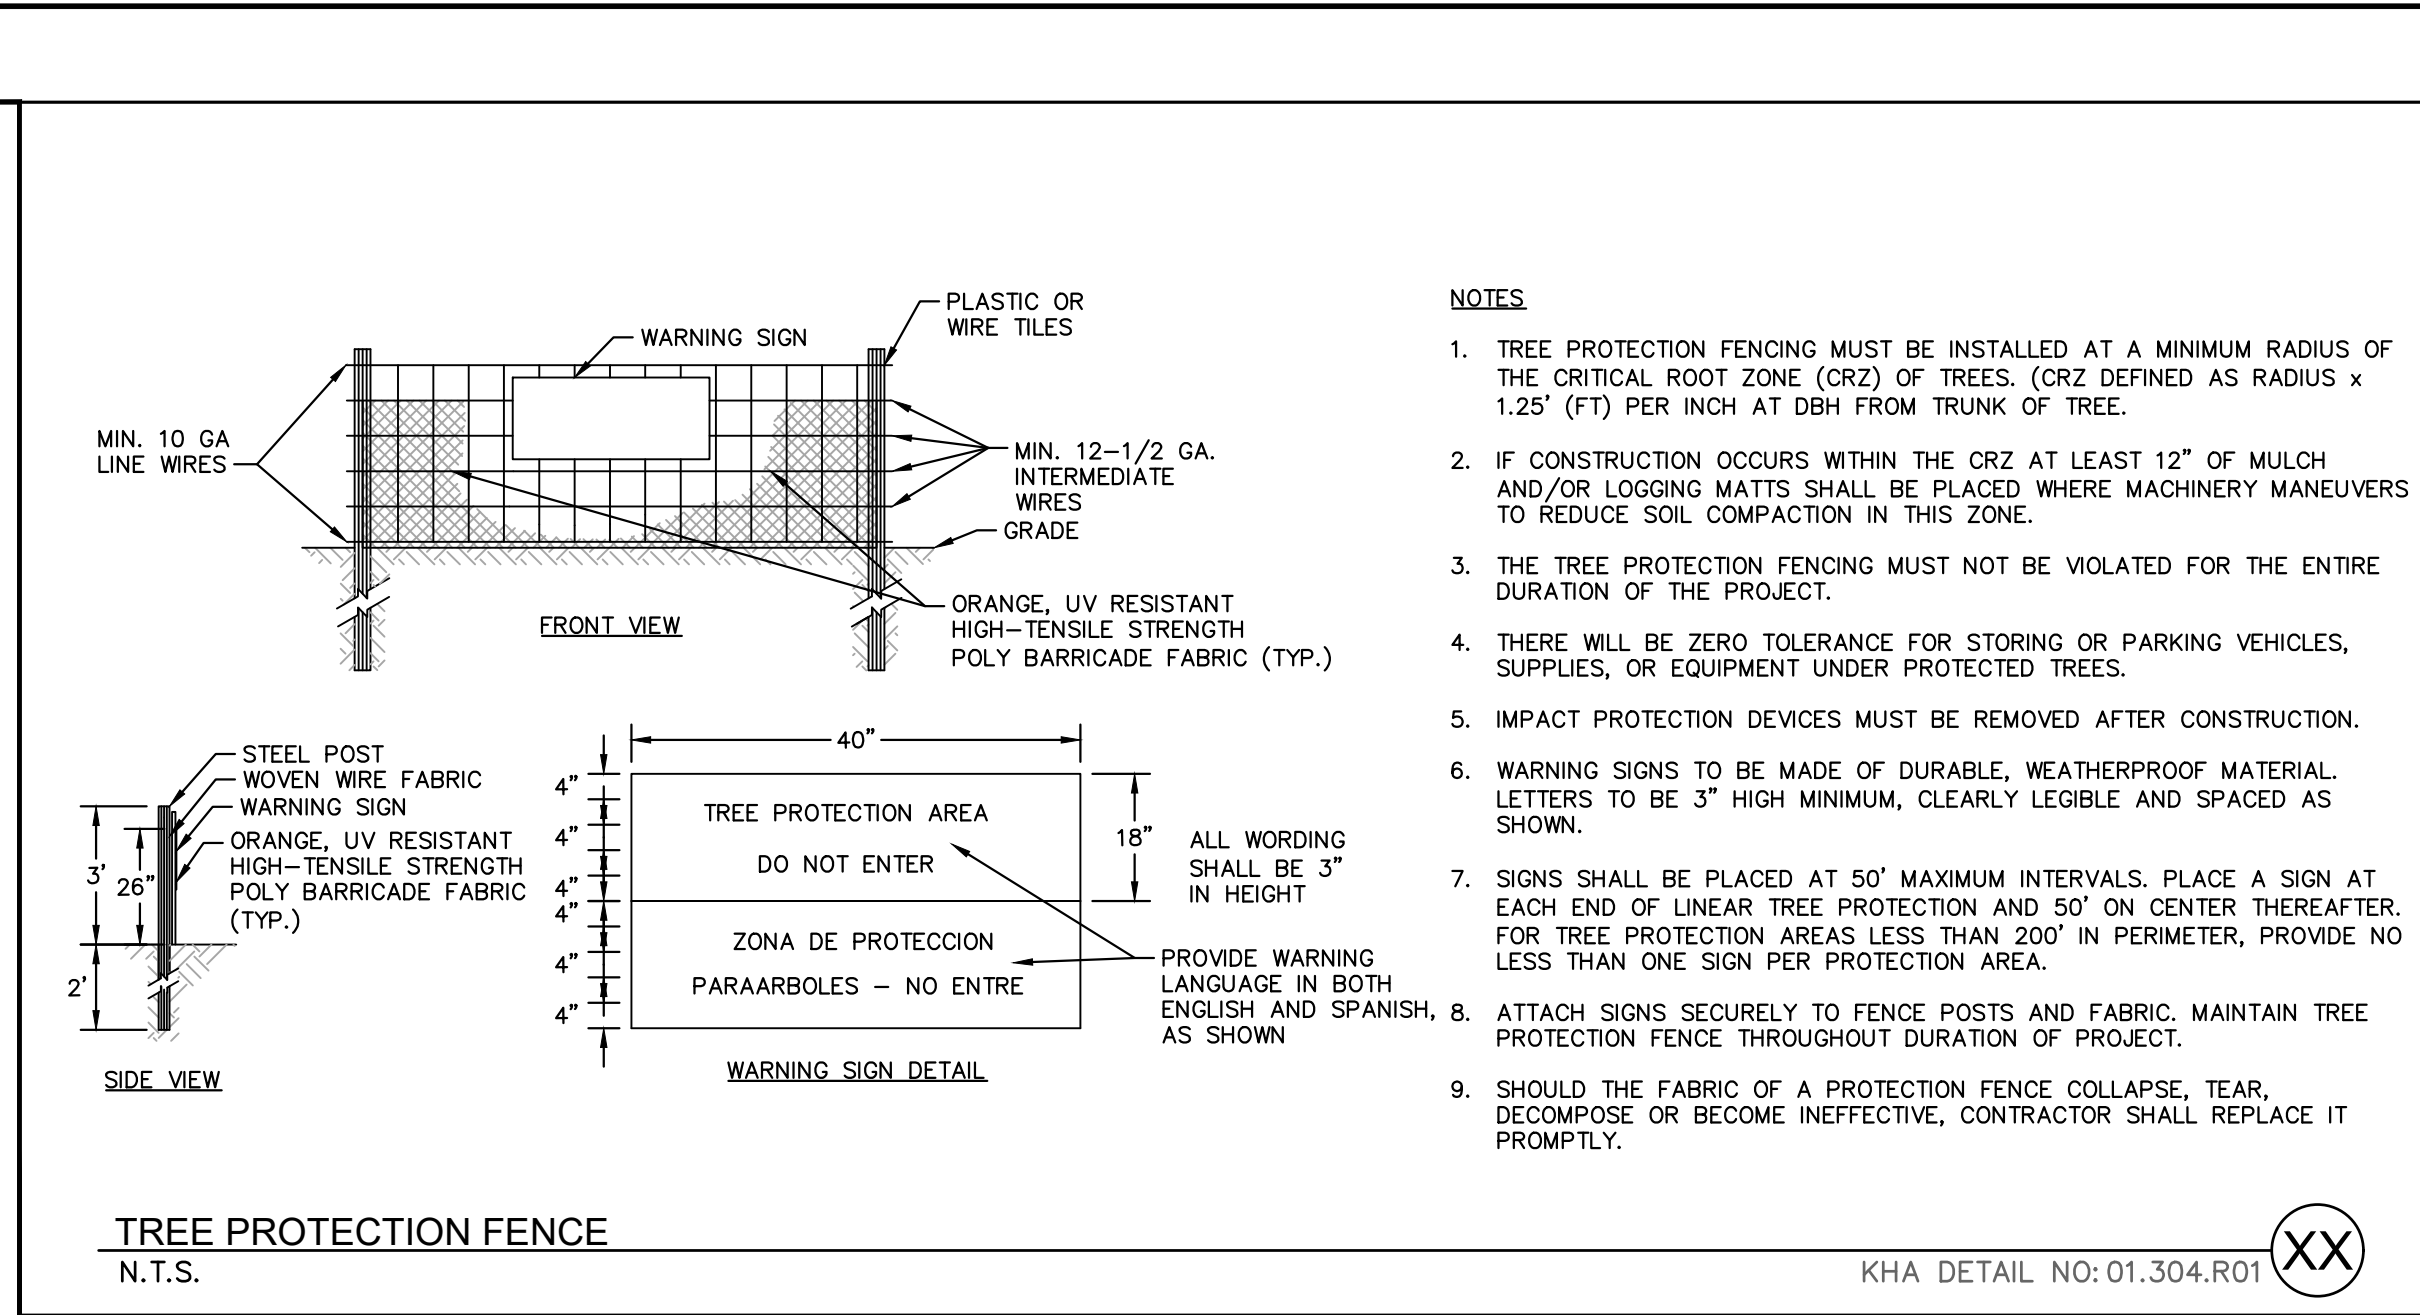 PLASTIC OR
WIRE TILES
WARNING SIGN
MIN. 10 GA
LINE WIRES
MIN. 12-1/2 GA.
INTERMEDIATE
WIRES
GRADE
ORANGE, UV RESISTANT
HIGH-TENSILE STRENGTH
POLY BARRICADE FABRIC (TYP.)
FRONT VIEW
STEEL POST
WOVEN WIRE FABRIC
WARNING SIGN
ORANGE, UV RESISTANT
HIGH-TENSILE STRENGTH
POLY BARRICADE FABRIC
(TYP.)
3'
26"
2'
SIDE VIEW
40"
4"
4"
4"
4"
4"
4"
TREE PROTECTION AREA
DO NOT ENTER
ZONA DE PROTECCION
PARAARBOLES - NO ENTRE
18"
ALL WORDING
SHALL BE 3"
IN HEIGHT
PROVIDE WARNING
LANGUAGE IN BOTH
ENGLISH AND SPANISH,
AS SHOWN
WARNING SIGN DETAIL
NOTES
1. TREE PROTECTION FENCING MUST BE INSTALLED AT A MINIMUM RADIUS OF
THE CRITICAL ROOT ZONE (CRZ) OF TREES. (CRZ DEFINED AS RADIUS x
1.25' (FT) PER INCH AT DBH FROM TRUNK OF TREE.
2. IF CONSTRUCTION OCCURS WITHIN THE CRZ AT LEAST 12" OF MULCH
AND/OR LOGGING MATTS SHALL BE PLACED WHERE MACHINERY MANEUVERS
TO REDUCE SOIL COMPACTION IN THIS ZONE.
3. THE TREE PROTECTION FENCING MUST NOT BE VIOLATED FOR THE ENTIRE
DURATION OF THE PROJECT.
4. THERE WILL BE ZERO TOLERANCE FOR STORING OR PARKING VEHICLES,
SUPPLIES, OR EQUIPMENT UNDER PROTECTED TREES.
5. IMPACT PROTECTION DEVICES MUST BE REMOVED AFTER CONSTRUCTION.
6. WARNING SIGNS TO BE MADE OF DURABLE, WEATHERPROOF MATERIAL.
LETTERS TO BE 3" HIGH MINIMUM, CLEARLY LEGIBLE AND SPACED AS
SHOWN.
7. SIGNS SHALL BE PLACED AT 50' MAXIMUM INTERVALS. PLACE A SIGN AT
EACH END OF LINEAR TREE PROTECTION AND 50' ON CENTER THEREAFTER.
FOR TREE PROTECTION AREAS LESS THAN 200' IN PERIMETER, PROVIDE NO
LESS THAN ONE SIGN PER PROTECTION AREA.
8. ATTACH SIGNS SECURELY TO FENCE POSTS AND FABRIC. MAINTAIN TREE
PROTECTION FENCE THROUGHOUT DURATION OF PROJECT.
9. SHOULD THE FABRIC OF A PROTECTION FENCE COLLAPSE, TEAR,
DECOMPOSE OR BECOME INEFFECTIVE, CONTRACTOR SHALL REPLACE IT
PROMPTLY.
TREE PROTECTION FENCE
N.T.S.
KHA DETAIL NO: 01.304.R01
XX